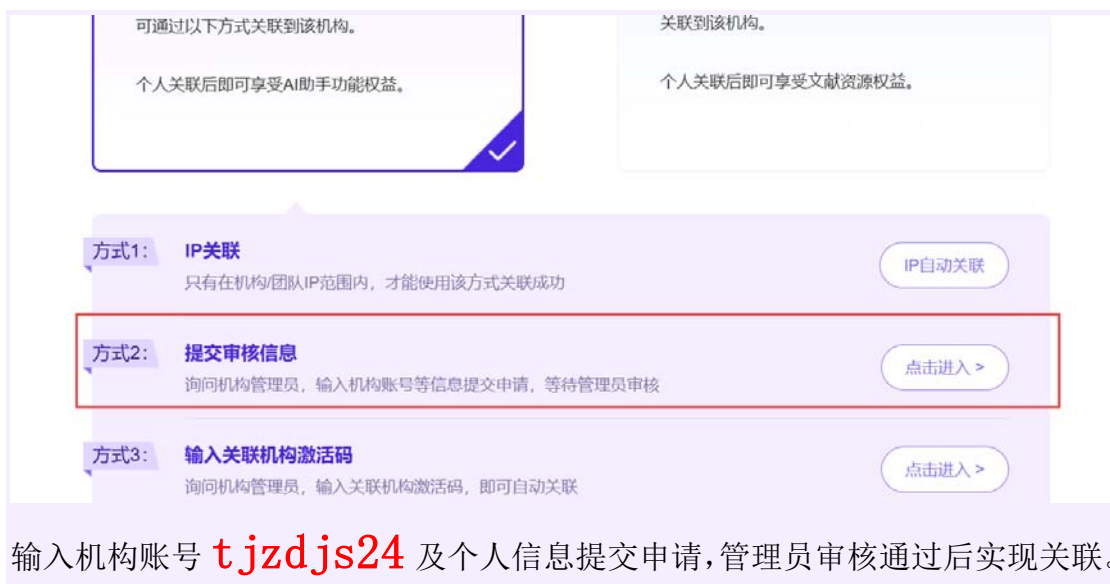 可通过以下方式关联到该机构。
关联到该机构。
个人关联后即可享受AI助手功能权益。
个人关联后即可享受文献资源权益。
方式1:
IP关联
只有在机构/团队IP范围内，才能使用该方式关联成功
IP自动关联
方式2:
提交审核信息
询问机构管理员，输入机构账号等信息提交申请，等待管理员审核
点击进入 >
方式3:
输入关联机构激活码
询问机构管理员，输入关联机构激活码，即可自动关联
点击进入 >
输入机构账号 tjzdjs24 及个人信息提交申请,管理员审核通过后实现关联。